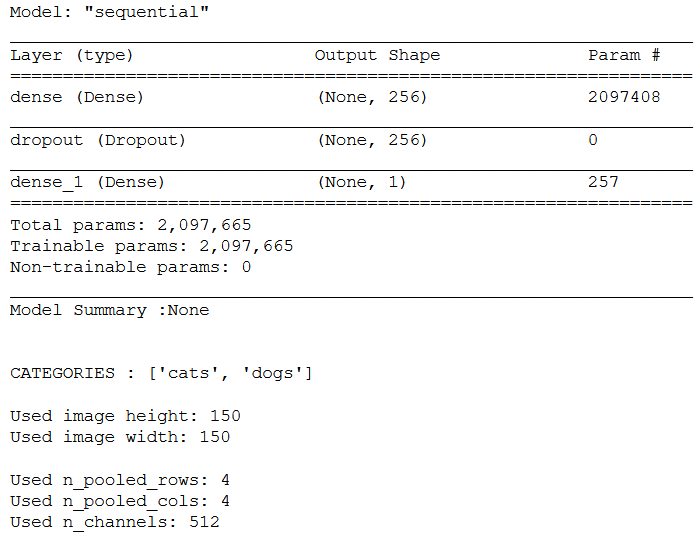 Model: "sequential"
Layer (type) Output Shape Param #
dense (Dense) (None, 256) 2097408
dropout (Dropout) (None, 256) 0
dense_1 (Dense) (None, 1) 257
Total params: 2,097,665
Trainable params: 2,097,665
Non-trainable params: 0
Model Summary :None
CATEGORIES : ['cats', 'dogs']
Used image height: 150
Used image width: 150
Used n_pooled_rows: 4
Used n_pooled_cols: 4
Used n_channels: 512